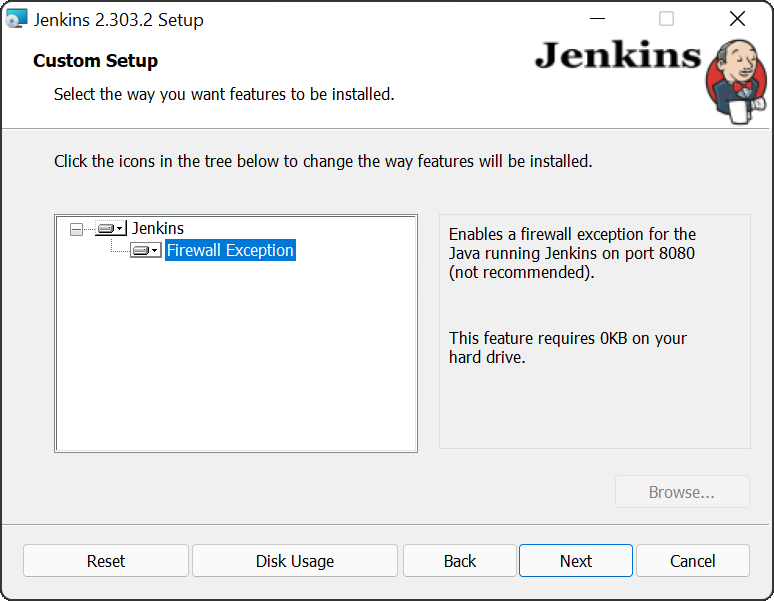 Jenkins 2.303.2 Setup
Custom Setup
Jenkins
Select the way you want features to be installed.
Click the icons in the tree below to change the way features will be installed.
Jenkins
Firewall Exception
Enables a firewall exception for the
Java running Jenkins on port 8080
(not recommended).
This feature requires 0KB on your
hard drive.
Browse...
Reset
Disk Usage
Back
Next
Cancel